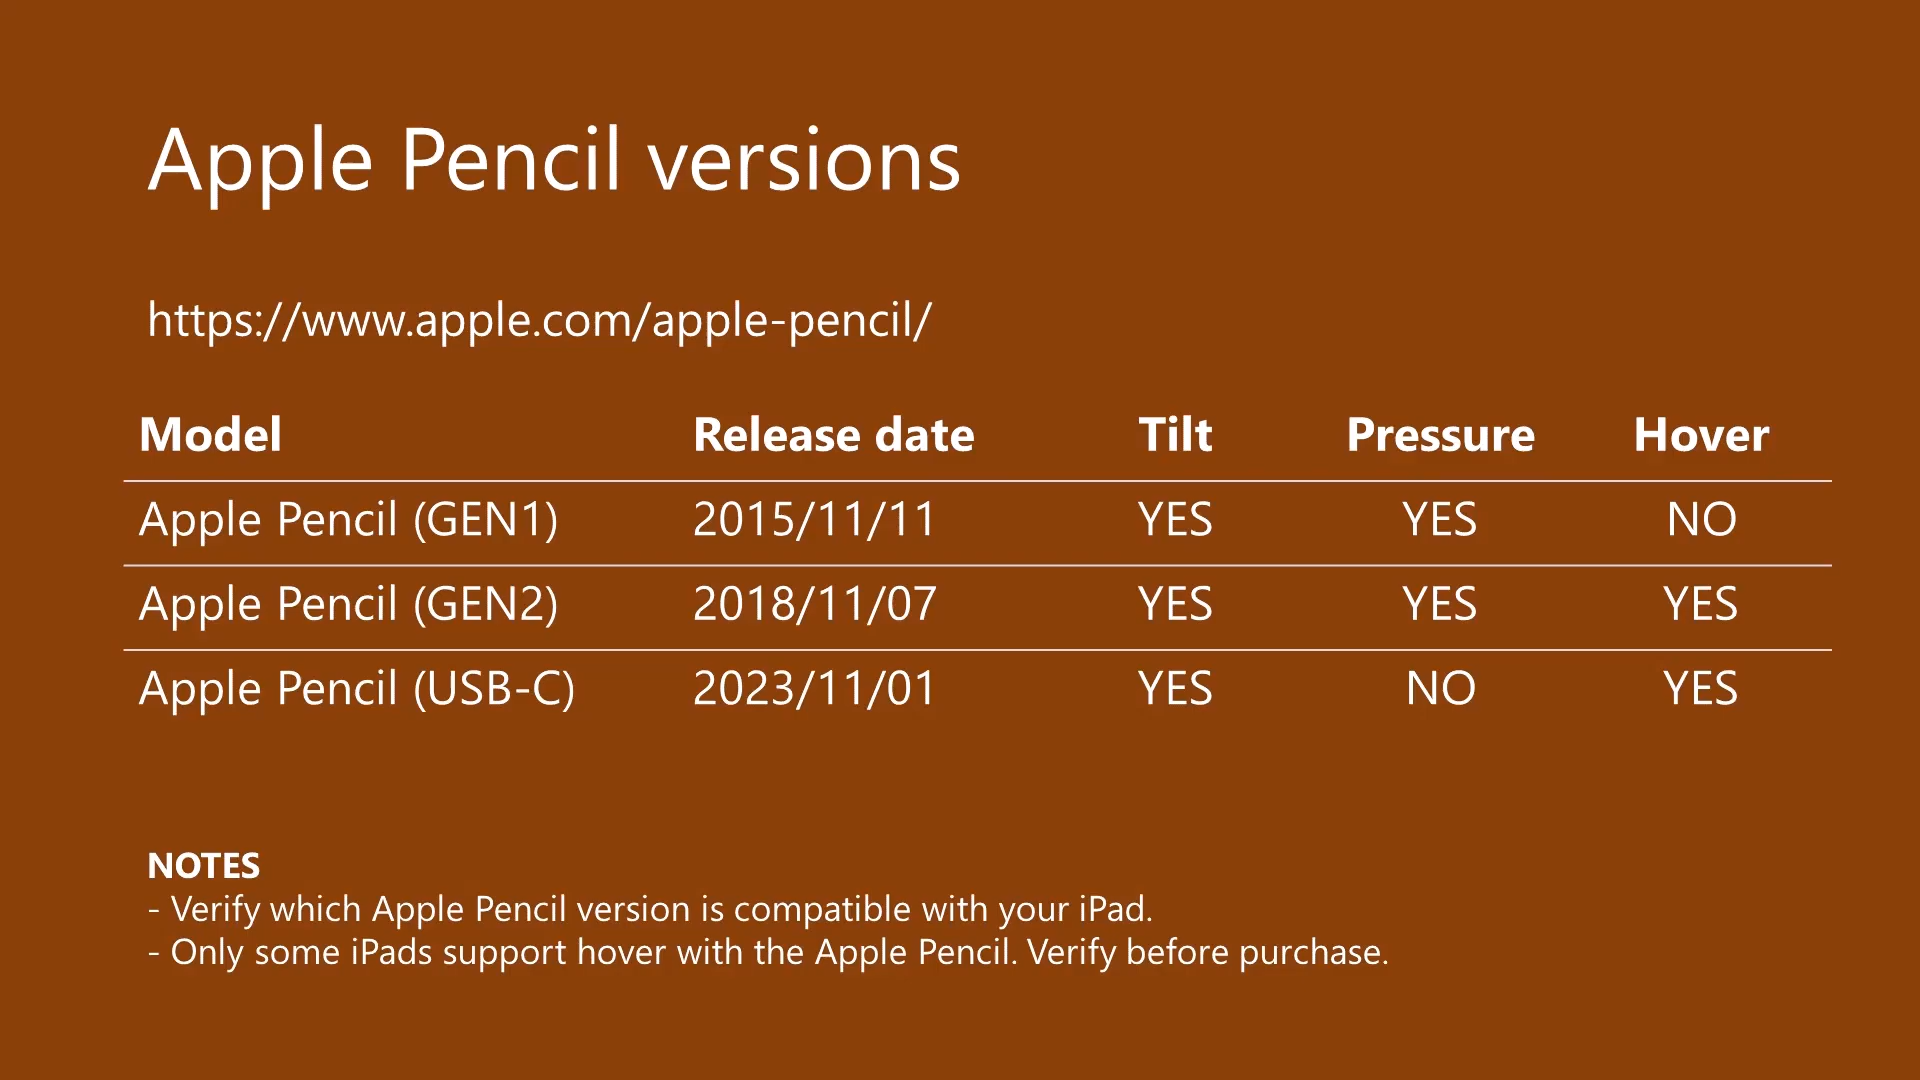 Apple Pencil versions
https://www.apple.com/apple-pencil/
Model Release date Tilt Pressure Hover
Apple Pencil (GEN1) 2015/11/11 YES YES NO
Apple Pencil (GEN2) 2018/11/07 YES YES YES
Apple Pencil (USB-C) 2023/11/01 YES NO YES
NOTES
- Verify which Apple Pencil version is compatible with your iPad.
- Only some iPads support hover with the Apple Pencil. Verify before purchase.